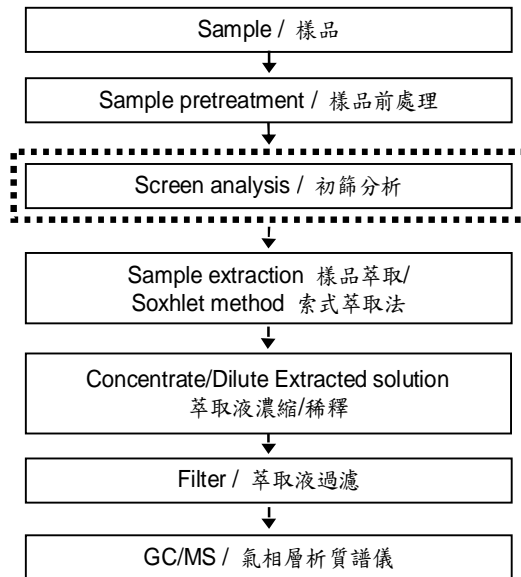 Sample / 樣品
Sample pretreatment / 樣品前處理
Screen analysis / 初篩分析
Sample extraction 樣品萃取/
Soxhlet method 索式萃取法
Concentrate/Dilute Extracted solution
萃取液濃縮/稀釋
Filter / 萃取液過濾
GC/MS / 氣相層析質譜儀